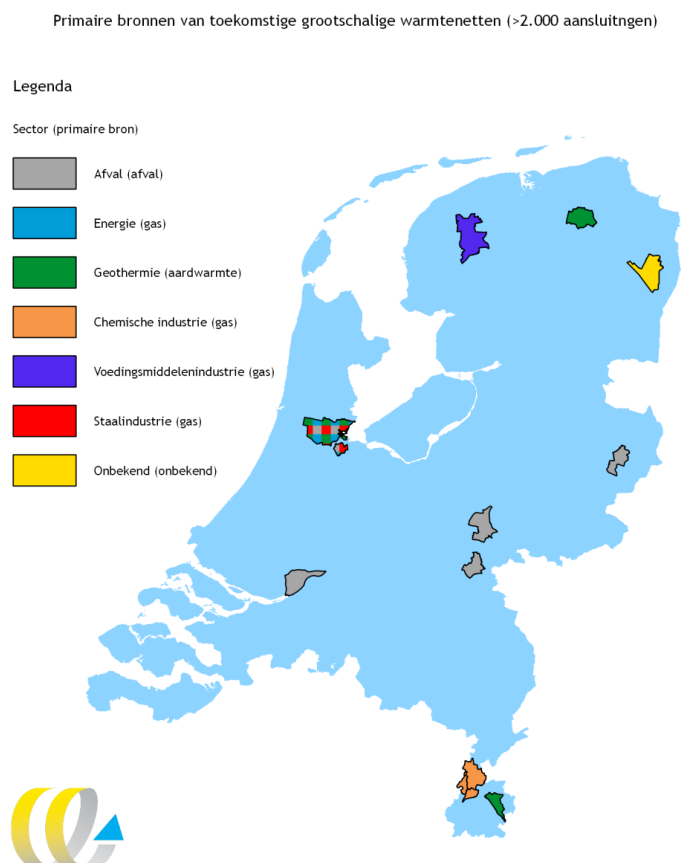 Primaire bronnen van toekomstige grootschalige warmtenetten (>2.000 aansluitngen)
Legenda
Sector (primaire bron)
Afval (afval)
Energie (gas)
Geothermie (aardwarmte)
Chemische industrie (gas)
Voedingsmiddelenindustrie (gas)
Staalindustrie (gas)
Onbekend (onbekend)